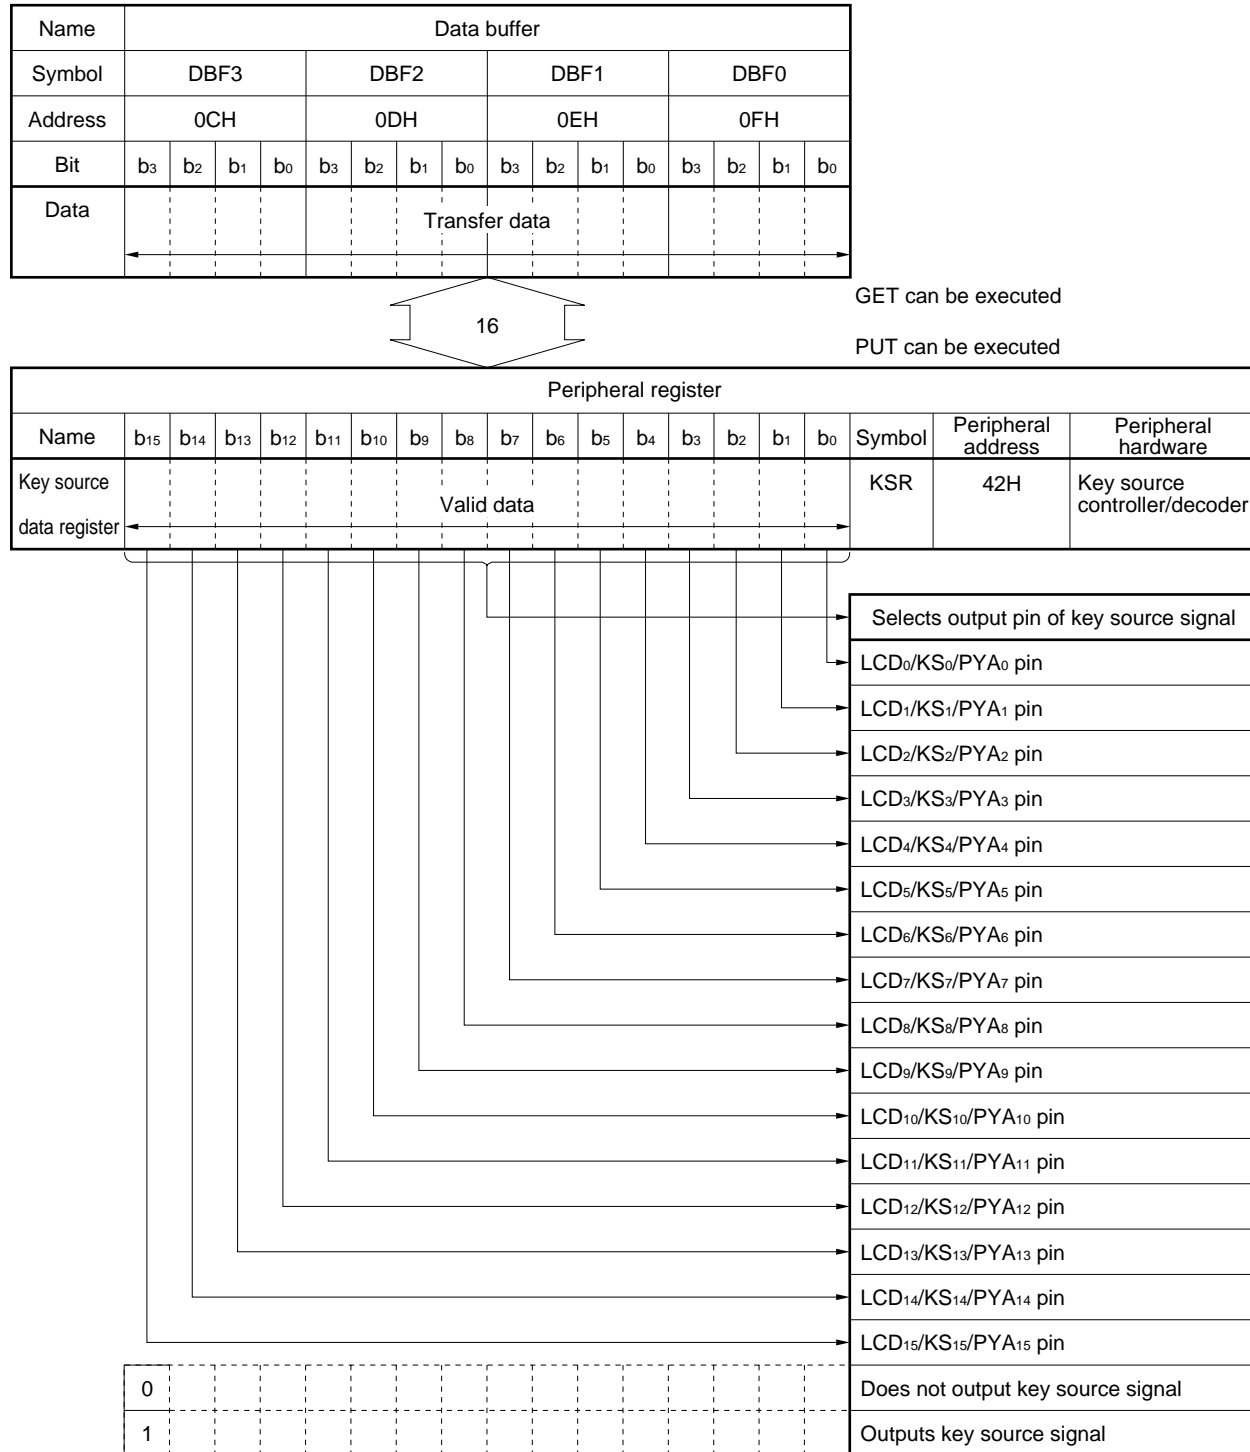 Name Data buffer
Symbol DBF3 DBF2 DBF1 DBF0
Address 0CH 0DH 0EH 0FH
Bit b3 b2 b1 b0 b3 b2 b1 b0 b3 b2 b1 b0 b3 b2 b1 b0
Data
Transfer data
GET can be executed
16
PUT can be executed
Peripheral register
Name b15 b14 b13 b12 b11 b10 b9 b8 b7 b6 b5 b4 b3 b2 b1 b0 Symbol Peripheral address Peripheral hardware
Key source data register Valid data KSR 42H Key source controller/decoder
Selects output pin of key source signal
LCD0/KS0/PYA0 pin
LCD1/KS1/PYA1 pin
LCD2/KS2/PYA2 pin
LCD3/KS3/PYA3 pin
LCD4/KS4/PYA4 pin
LCD5/KS5/PYA5 pin
LCD6/KS6/PYA6 pin
LCD7/KS7/PYA7 pin
LCD8/KS8/PYA8 pin
LCD9/KS9/PYA9 pin
LCD10/KS10/PYA10 pin
LCD11/KS11/PYA11 pin
LCD12/KS12/PYA12 pin
LCD13/KS13/PYA13 pin
LCD14/KS14/PYA14 pin
LCD15/KS15/PYA15 pin
0 Does not output key source signal
1 Outputs key source signal